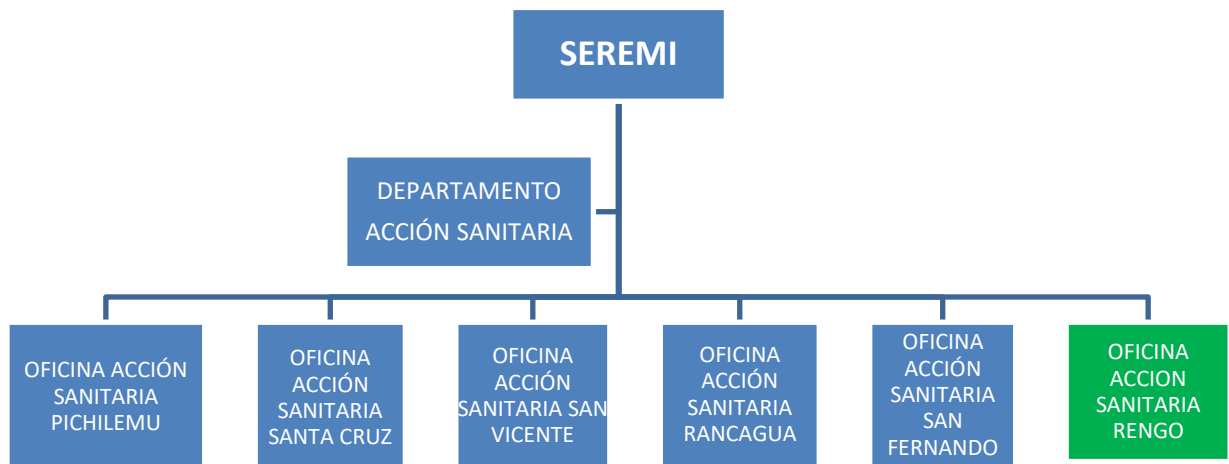 SEREMI
DEPARTAMENTO
ACCIÓN SANITARIA
OFICINA ACCIÓN
SANITARIA
PICHILEMU
OFICINA
ACCIÓN
SANITARIA
SANTA CRUZ
OFICINA
ACCIÓN
SANITARIA SAN
VICENTE
OFICINA
ACCIÓN
SANITARIA
RANCAGUA
OFICINA
ACCIÓN
SANITARIA
SAN
FERNANDO
OFICINA
ACCION
SANITARIA
RENGO